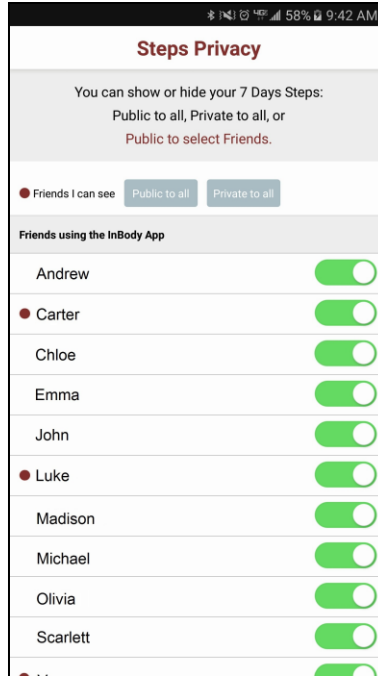 58% 9:42 AM
Steps Privacy
You can show or hide your 7 Days Steps:
Public to all, Private to all, or
Public to select Friends.
Friends I can see Public to all Private to all
Friends using the InBody App
Andrew
Carter
Chloe
Emma
John
Luke
Madison
Michael
Olivia
Scarlett